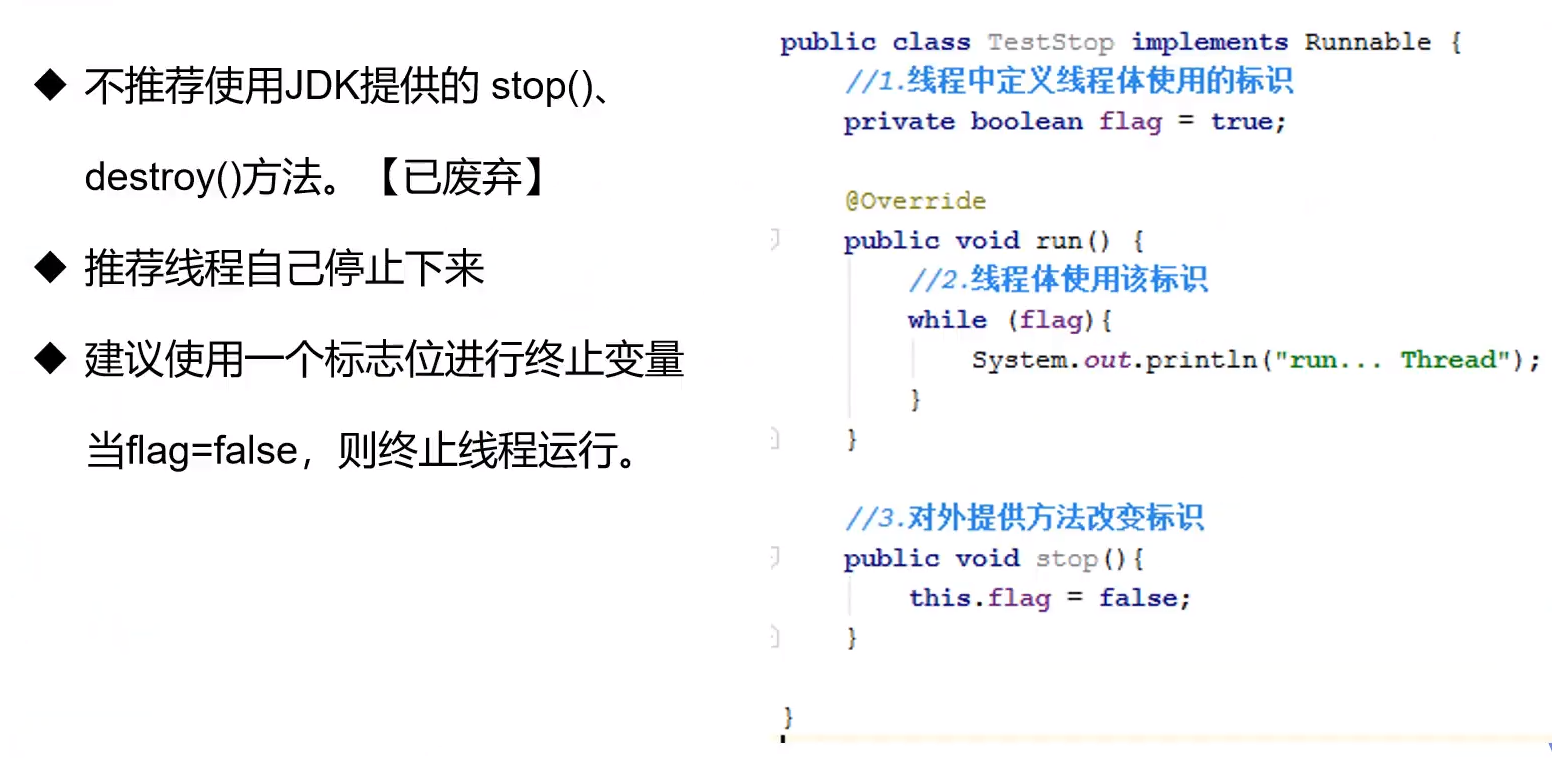 ◆ 不推荐使用JDK提供的 stop()、
destroy()方法。【已废弃】
◆ 推荐线程自己停止下来
◆ 建议使用一个标志位进行终止变量
当flag=false，则终止线程运行。
public class TestStop implements Runnable {
//1.线程中定义线程体使用的标识
private boolean flag = true;
@Override
public void run() {
//2.线程体使用该标识
while (flag){
System.out.println("run... Thread");
}
}
//3.对外提供方法改变标识
public void stop(){
this.flag = false;
}
}